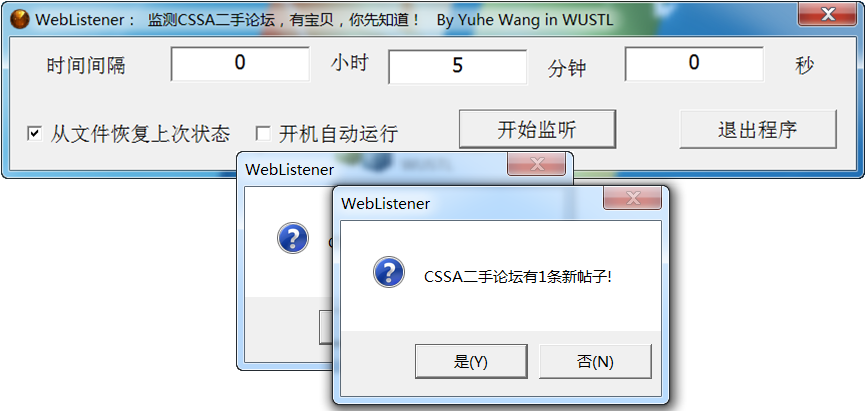 WebListener： 监测CSSA二手论坛，有宝贝，你先知道！ By Yuhe Wang in WUSTL
时间间隔 0 小时 5 分钟 0 秒
从文件恢复上次状态 开机自动运行 开始监听 退出程序
WebListener
WebListener
CSSA二手论坛有1条新帖子!
是(Y) 否(N)